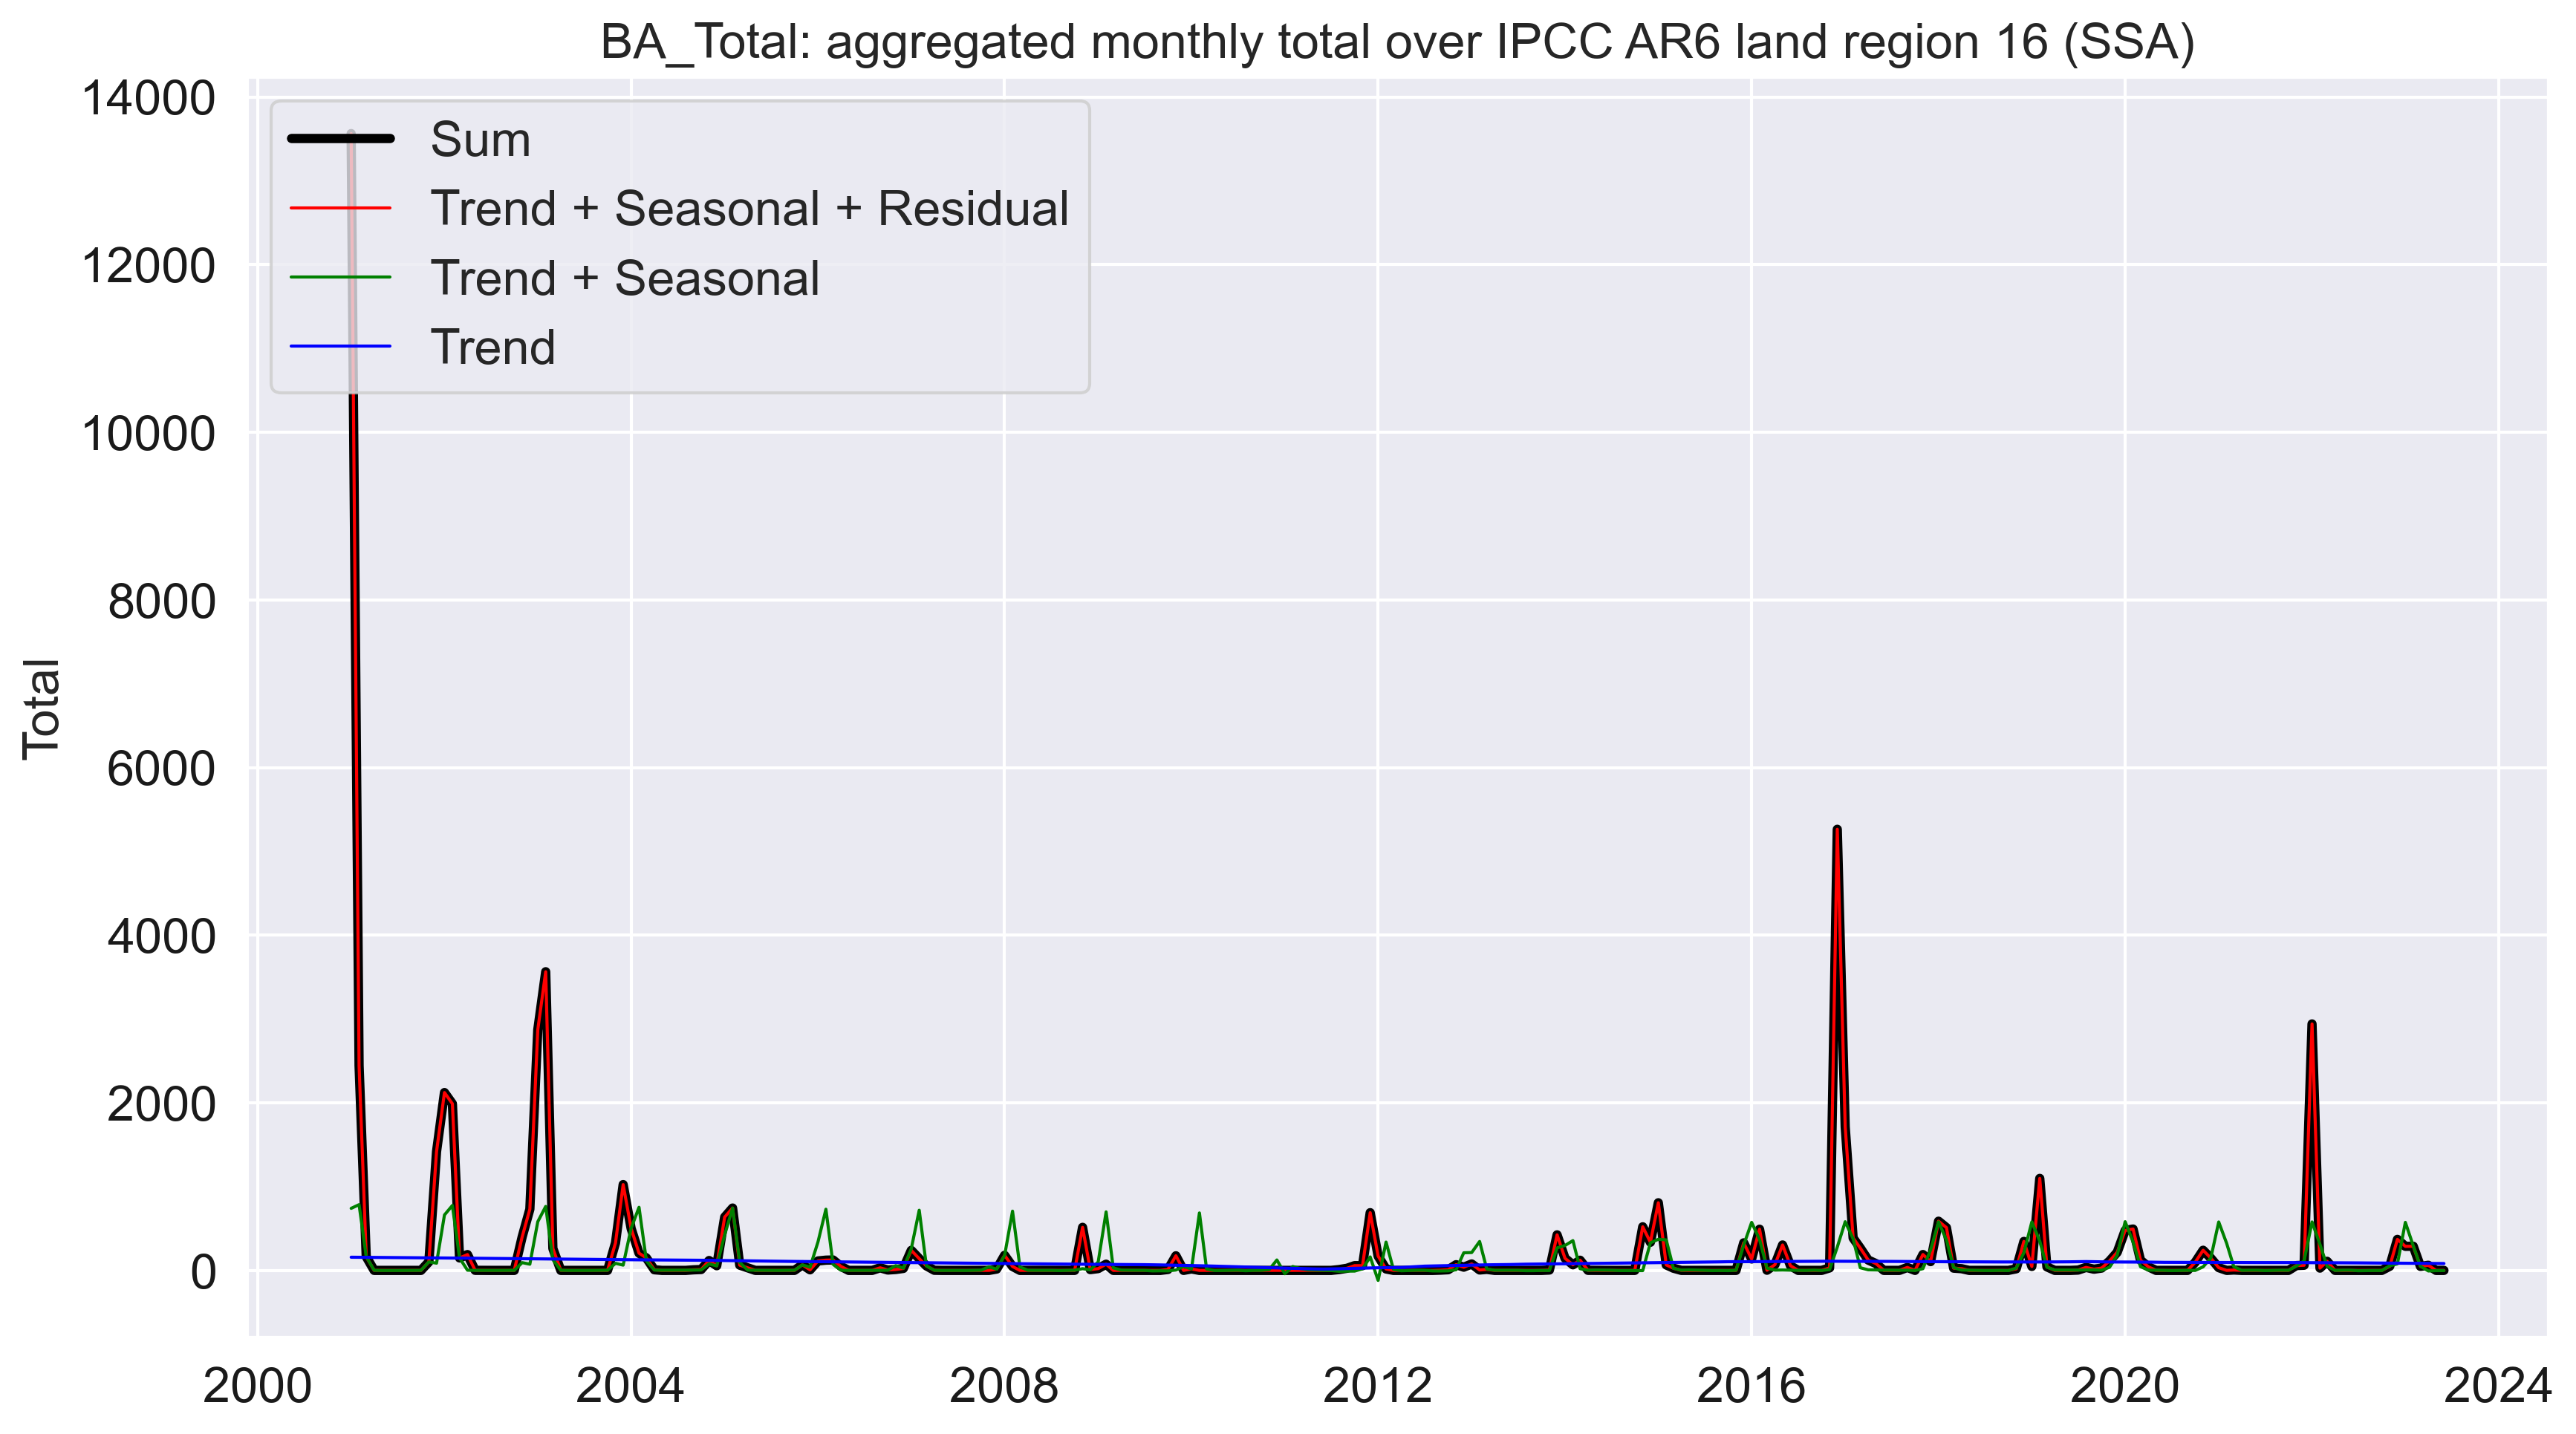 BA_Total: aggregated monthly total over IPCC AR6 land region 16 (SSA)
14000
12000
10000
8000
6000
4000
2000
0
Total
Sum
Trend + Seasonal + Residual
Trend + Seasonal
Trend
2000
2004
2008
2012
2016
2020
2024